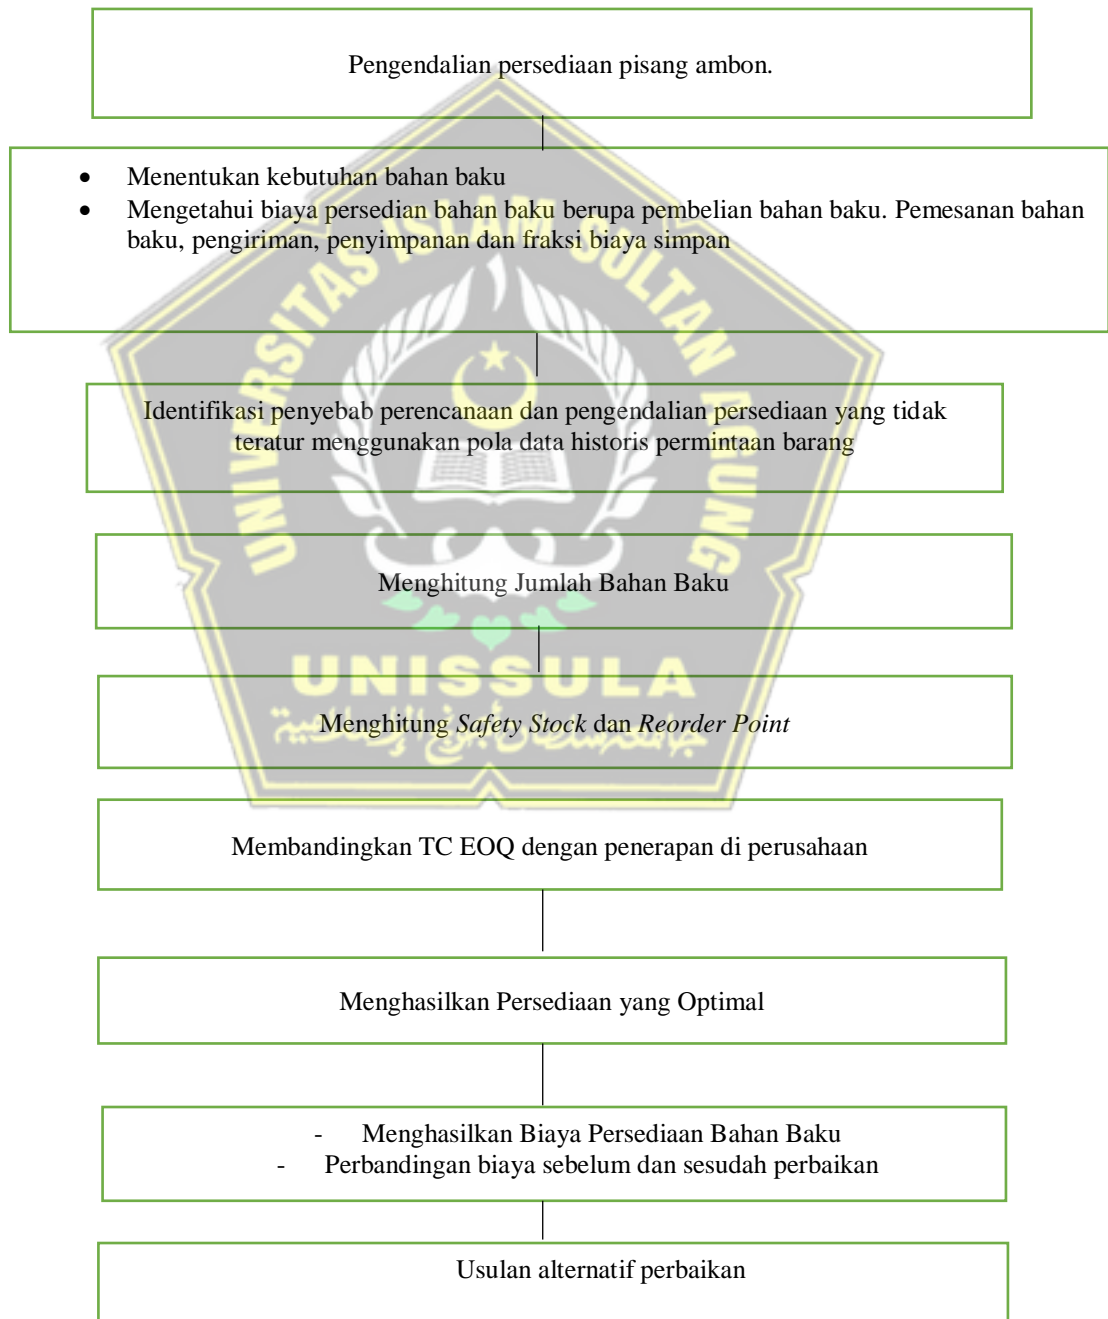 Pengendalian persediaan pisang ambon.
• Menentukan kebutuhan bahan baku
• Mengetahui biaya persedian bahan baku berupa pembelian bahan baku. Pemesanan bahan
baku, pengiriman, penyimpanan dan fraksi biaya simpan
UNIVERSITAS ISLAM SULTAN AGUNG
Identifikasi penyebab perencanaan dan pengendalian persediaan yang tidak
teratur menggunakan pola data historis permintaan barang
Menghitung Jumlah Bahan Baku
UNISSULA
Menghitung Safety Stock dan Reorder Point
جامعة سلطان أجونج الإسلامية
Membandingkan TC EOQ dengan penerapan di perusahaan
Menghasilkan Persediaan yang Optimal
- Menghasilkan Biaya Persediaan Bahan Baku
- Perbandingan biaya sebelum dan sesudah perbaikan
Usulan alternatif perbaikan